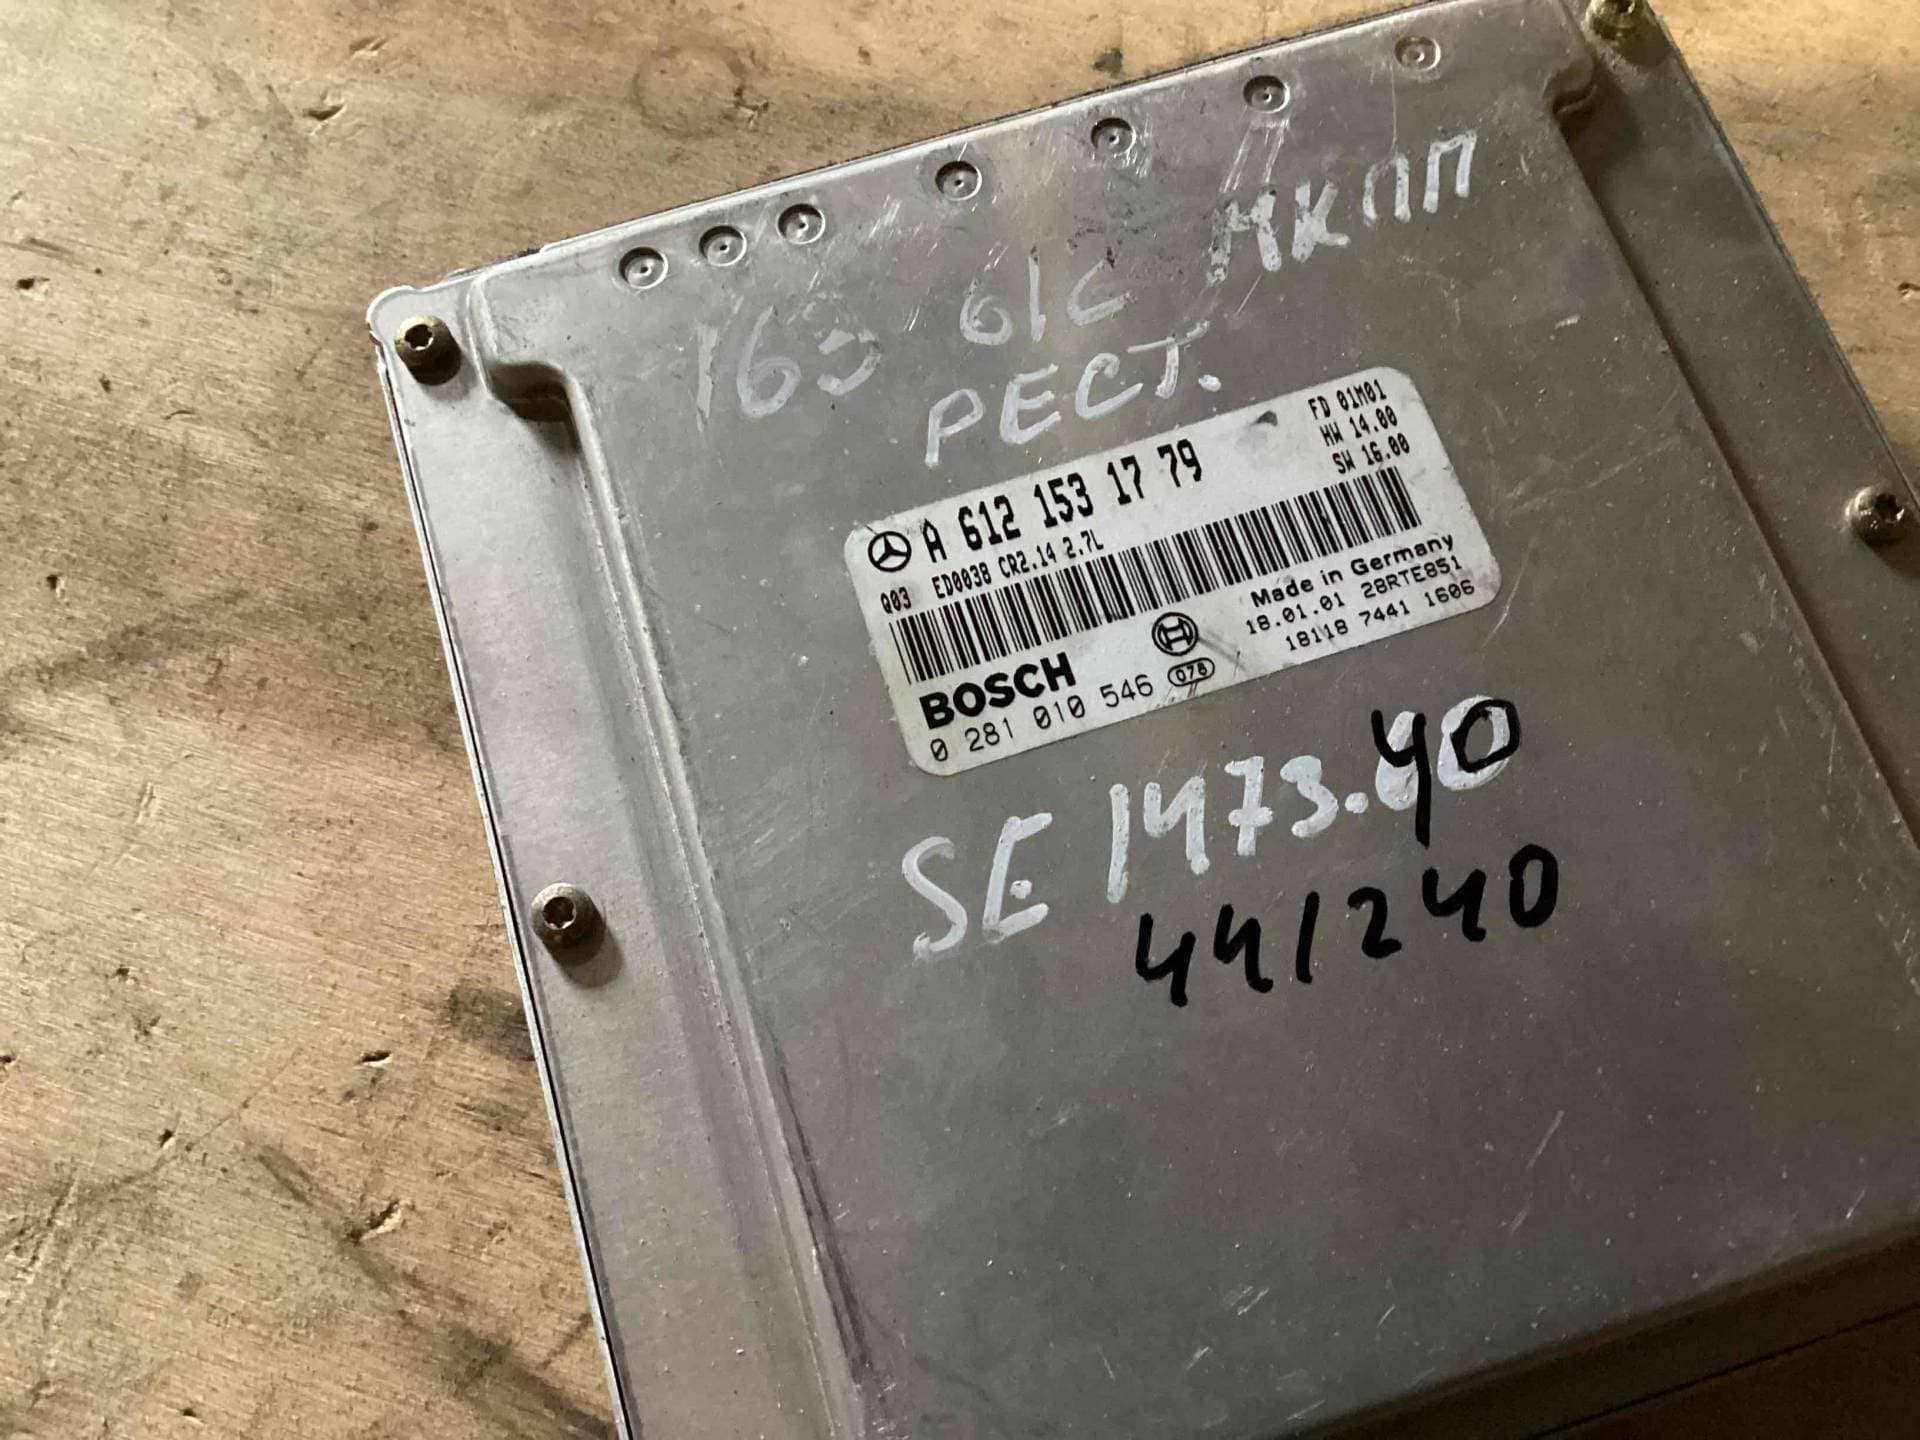 МКПП
163 61С
РЕСТ.
A 612 153 17 79
FD 01M01
HW 14.00
SW 16.00
Q03 ED0038 CR2.14 2.7L
Made in Germany
18.01.01 28RTE851
18118 7441 1606
BOSCH
0 281 010 546 078
SE 1473.40
441240